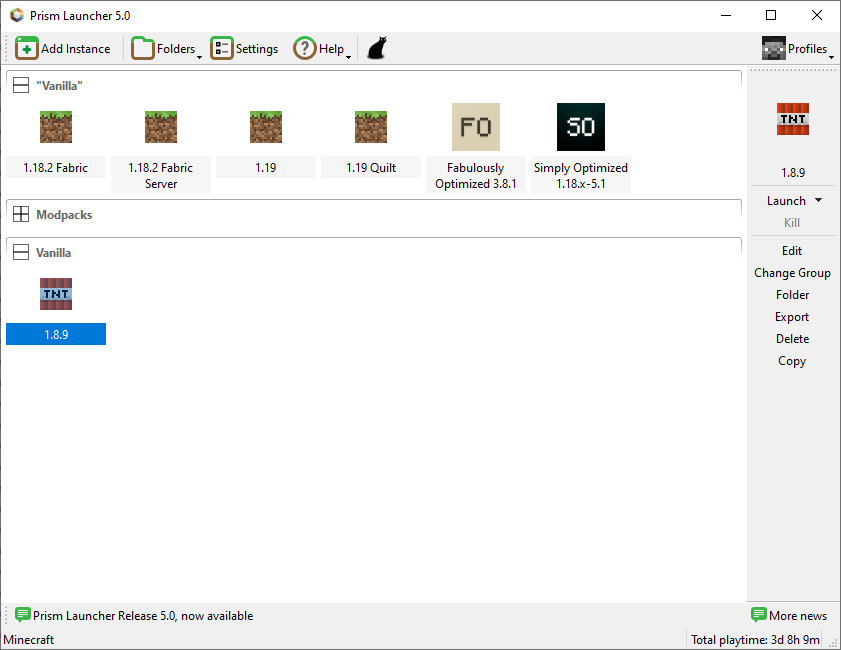 Prism Launcher 5.0
Add Instance
Folders
Settings
Help
Profiles
"Vanilla"
1.18.2 Fabric
1.18.2 Fabric
Server
1.19
1.19 Quilt
FO
Fabulously
Optimized 3.8.1
SO
Simply Optimized
1.18.x-5.1
Modpacks
Vanilla
TNT
1.8.9
TNT
1.8.9
Launch
Kill
Edit
Change Group
Folder
Export
Delete
Copy
Prism Launcher Release 5.0, now available
More news
Minecraft
Total playtime: 3d 8h 9m